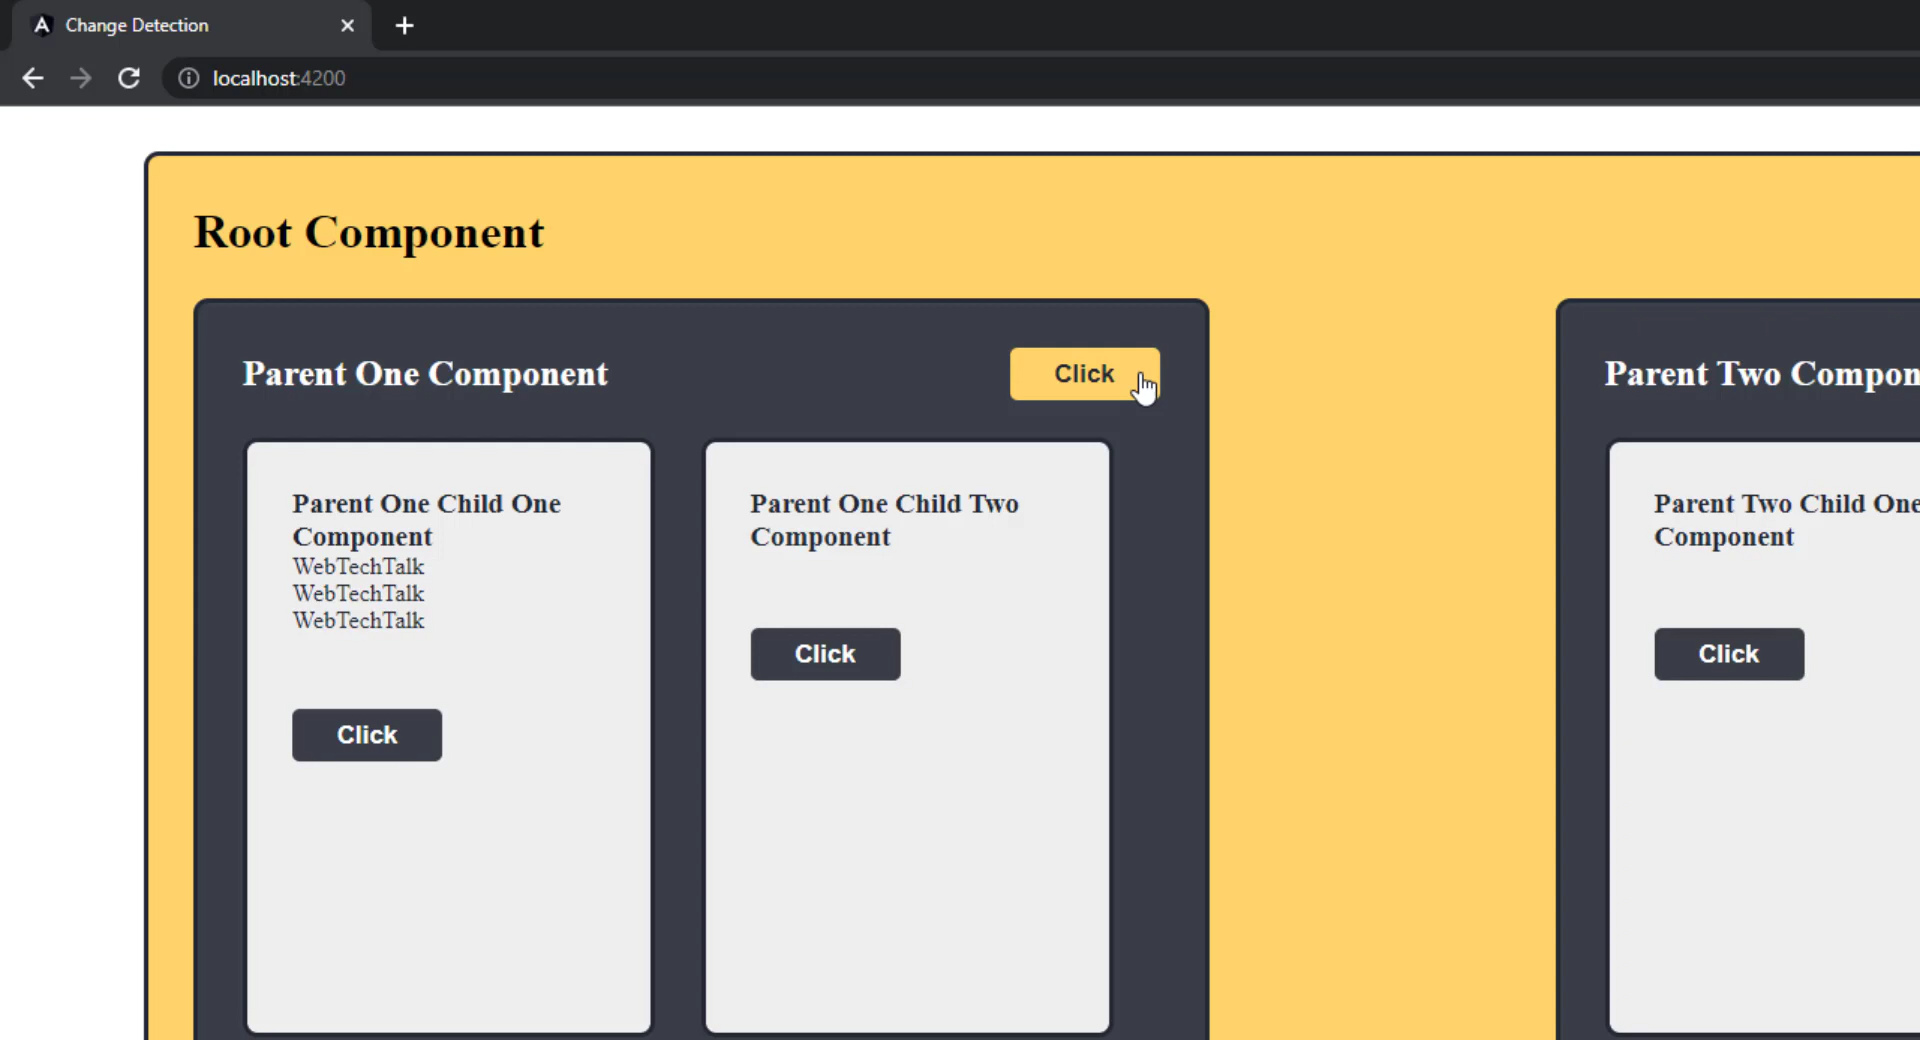 Change Detection
localhost:4200
Root Component
Parent One Component
Click
Parent One Child One
Component
WebTechTalk
WebTechTalk
WebTechTalk
Click
Parent One Child Two
Component
Click
Parent Two Compon
Parent Two Child One
Component
Click